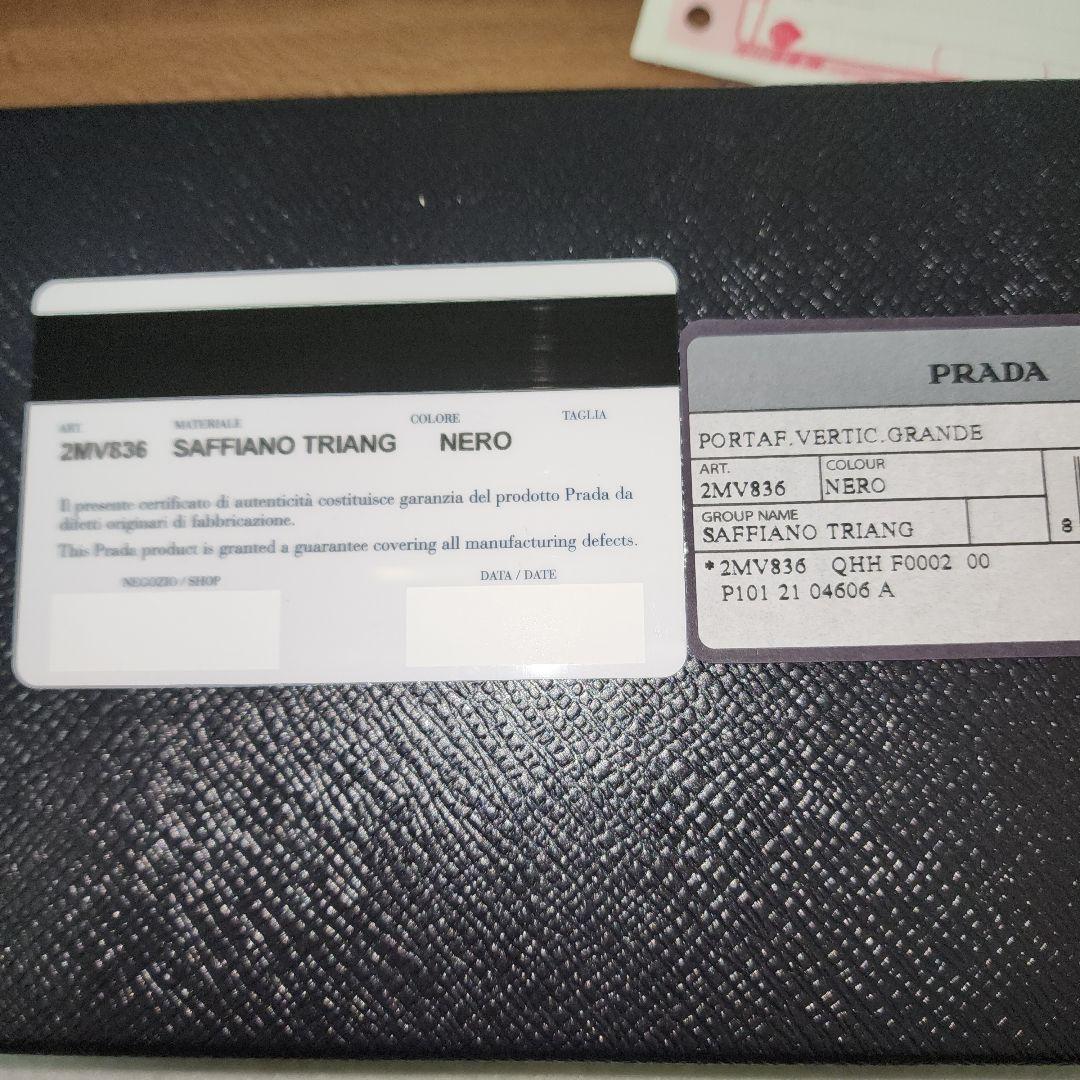 ART. MATERIALE COLORE TAGLIA
2MV836 SAFFIANO TRIANG NERO
Il presente certificato di autenticità costituisce garanzia del prodotto Prada da
difetti originari di fabbricazione.
This Prada product is granted a guarantee covering all manufacturing defects.
NEGOZIO / SHOP DATA / DATE
PRADA
PORTAF.VERTIC.GRANDE
ART. COLOUR
2MV836 NERO
GROUP NAME
SAFFIANO TRIANG
8
*2MV836 QHH F0002 00
P101 21 04606 A